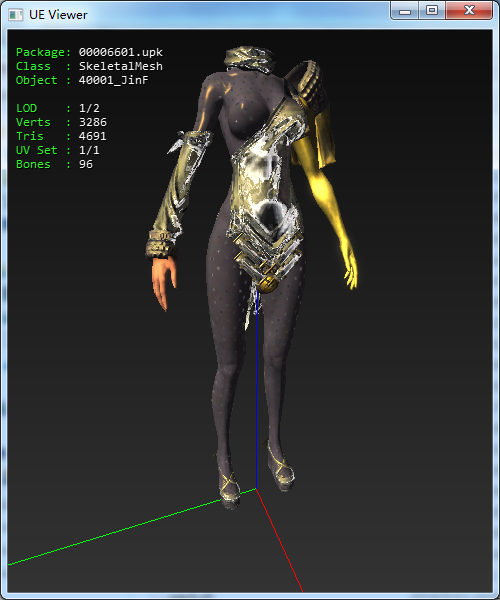 UE Viewer
Package: 00006601.upk
Class : SkeletalMesh
Object : 40001_JinF
LOD : 1/2
Verts : 3286
Tris : 4691
UV Set : 1/1
Bones : 96